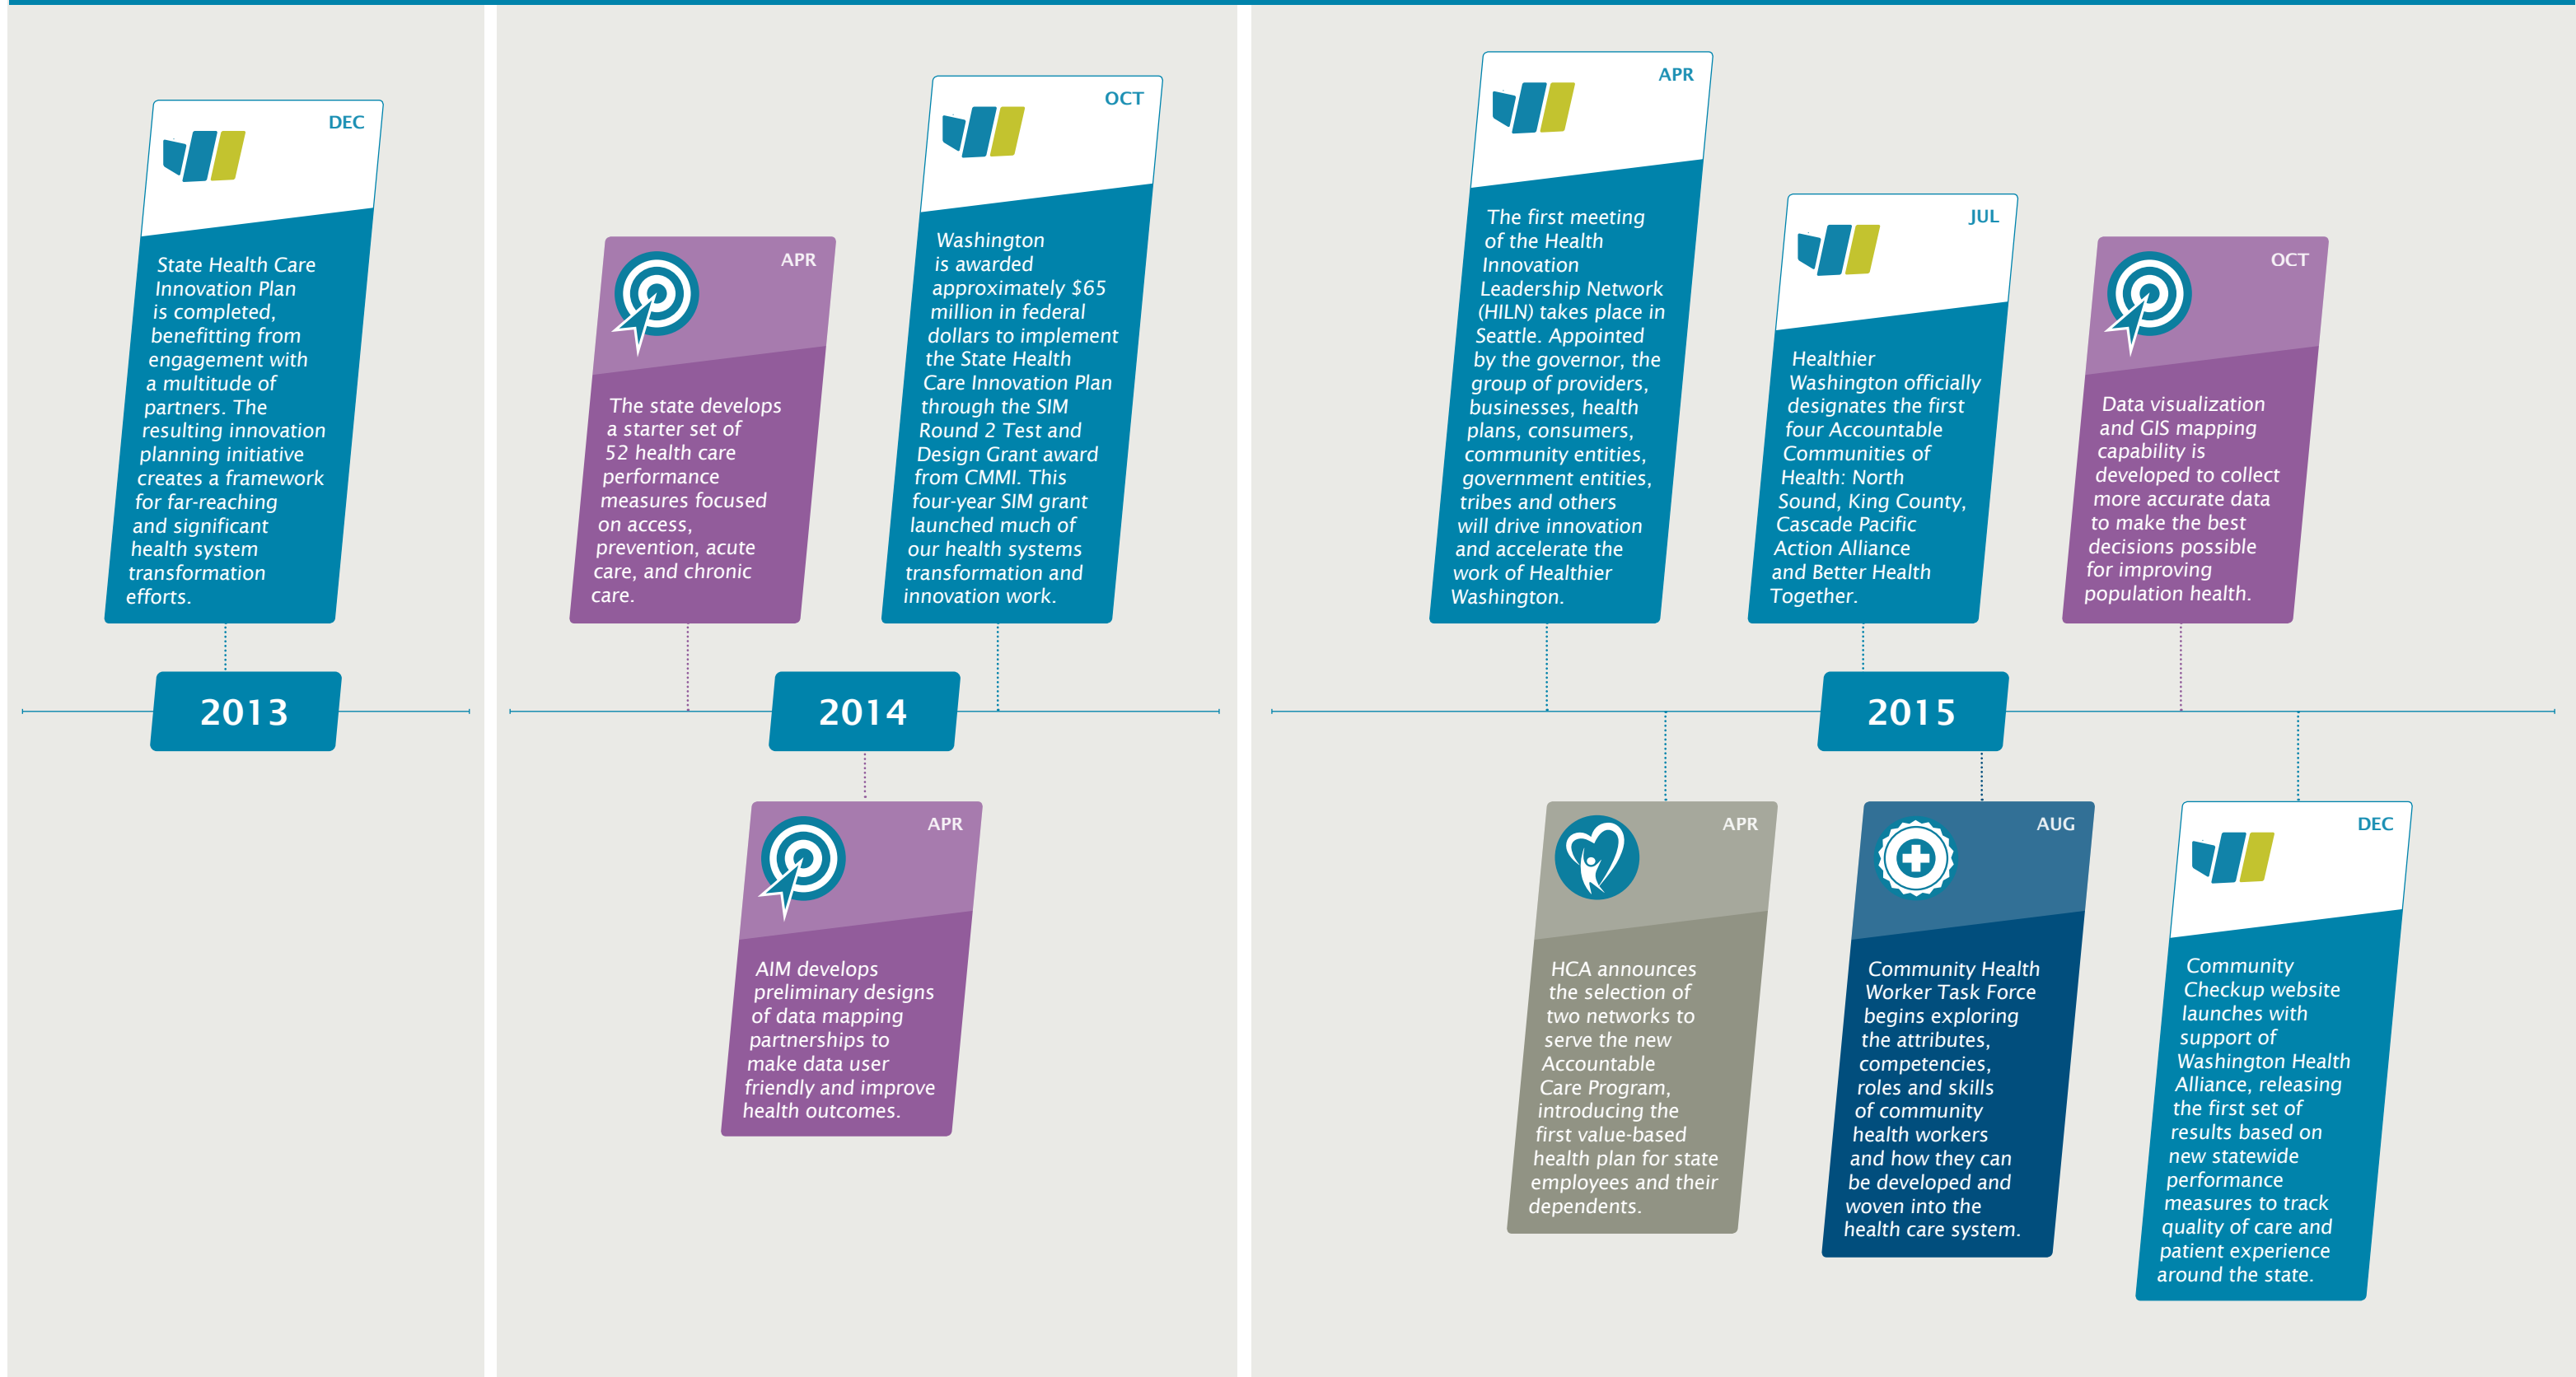 DEC
State Health Care
Innovation Plan
is completed,
benefitting from
engagement with
a multitude of
partners. The
resulting innovation
planning initiative
creates a framework
for far-reaching
and significant
health system
transformation
efforts.
2013
APR
The state develops
a starter set of
52 health care
performance
measures focused
on access,
prevention, acute
care, and chronic
care.
OCT
Washington
is awarded
approximately $65
million in federal
dollars to implement
the State Health
Care Innovation Plan
through the SIM
Round 2 Test and
Design Grant award
from CMMI. This
four-year SIM grant
launched much of
our health systems
transformation and
innovation work.
2014
APR
AIM develops
preliminary designs
of data mapping
partnerships to
make data user
friendly and improve
health outcomes.
APR
The first meeting
of the Health
Innovation
Leadership Network
(HILN) takes place in
Seattle. Appointed
by the governor, the
group of providers,
businesses, health
plans, consumers,
community entities,
government entities,
tribes and others
will drive innovation
and accelerate the
work of Healthier
Washington.
JUL
Healthier
Washington officially
designates the first
four Accountable
Communities of
Health: North
Sound, King County,
Cascade Pacific
Action Alliance
and Better Health
Together.
OCT
Data visualization
and GIS mapping
capability is
developed to collect
more accurate data
to make the best
decisions possible
for improving
population health.
2015
APR
HCA announces
the selection of
two networks to
serve the new
Accountable
Care Program,
introducing the
first value-based
health plan for state
employees and their
dependents.
AUG
Community Health
Worker Task Force
begins exploring
the attributes,
competencies,
roles and skills
of community
health workers
and how they can
be developed and
woven into the
health care system.
DEC
Community
Checkup website
launches with
support of
Washington Health
Alliance, releasing
the first set of
results based on
new statewide
performance
measures to track
quality of care and
patient experience
around the state.